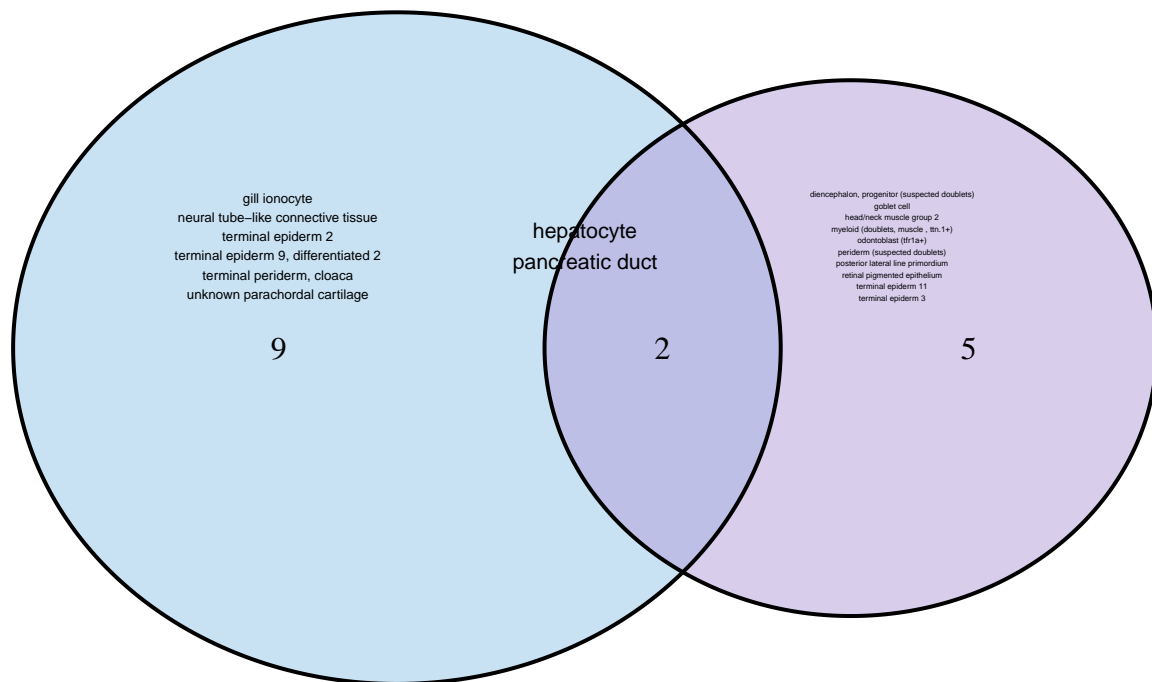 gill ionocyte
neural tube−like connective tissue
terminal epiderm 2
terminal epiderm 9, differentiated 2
terminal periderm, cloaca
unknown parachordal cartilage
9
hepatocyte
pancreatic duct
2
diencephalon, progenitor (suspected doublets)
goblet cell
head/neck muscle group 2
myeloid (doublets, muscle , ttn.1+)
odontoblast (tfr1a+)
periderm (suspected doublets)
posterior lateral line primordium
retinal pigmented epithelium
terminal epiderm 11
terminal epiderm 3
5